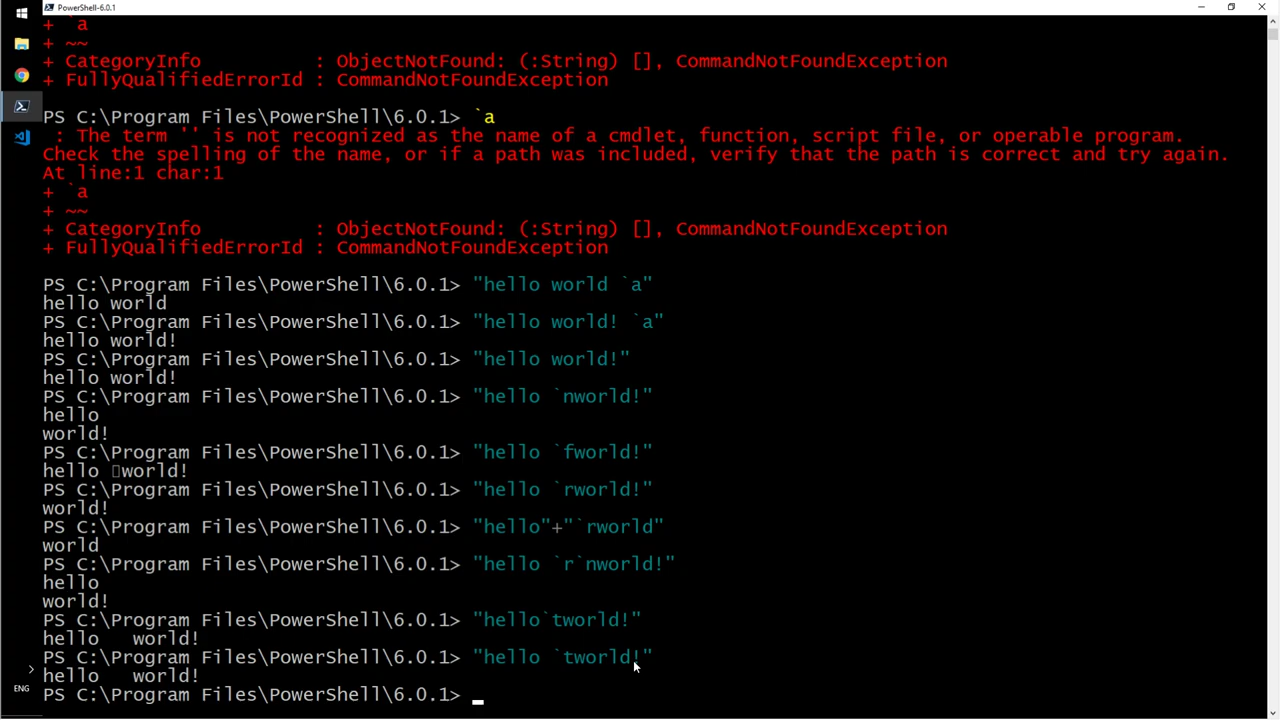 PowerShell-6.0.1
+ `a
+ ~~
+ CategoryInfo          : ObjectNotFound: (:String) [], CommandNotFoundException
+ FullyQualifiedErrorId : CommandNotFoundException
PS C:\Program Files\PowerShell\6.0.1> `a
 : The term '' is not recognized as the name of a cmdlet, function, script file, or operable program.
Check the spelling of the name, or if a path was included, verify that the path is correct and try again.
At line:1 char:1
+ `a
+ ~~
+ CategoryInfo          : ObjectNotFound: (:String) [], CommandNotFoundException
+ FullyQualifiedErrorId : CommandNotFoundException
PS C:\Program Files\PowerShell\6.0.1> "hello world `a"
hello world
PS C:\Program Files\PowerShell\6.0.1> "hello world! `a"
hello world!
PS C:\Program Files\PowerShell\6.0.1> "hello world!"
hello world!
PS C:\Program Files\PowerShell\6.0.1> "hello `nworld!"
hello
world!
PS C:\Program Files\PowerShell\6.0.1> "hello `fworld!"
hello ▯world!
PS C:\Program Files\PowerShell\6.0.1> "hello `rworld!"
world!
PS C:\Program Files\PowerShell\6.0.1> "hello"+"`rworld"
world
PS C:\Program Files\PowerShell\6.0.1> "hello `r`nworld!"
hello
world!
PS C:\Program Files\PowerShell\6.0.1> "hello`tworld!"
hello   world!
PS C:\Program Files\PowerShell\6.0.1> "hello `tworld!"
hello   world!
PS C:\Program Files\PowerShell\6.0.1>
ENG